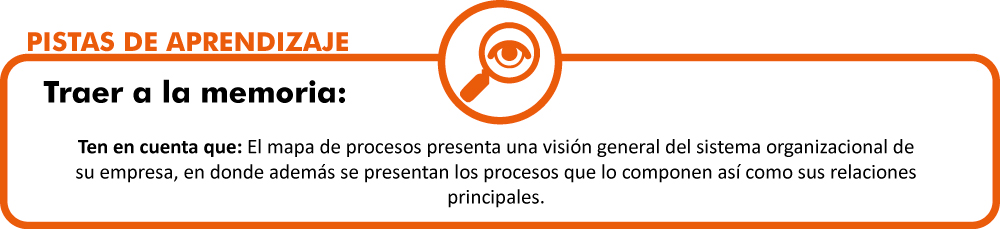 PISTAS DE APRENDIZAJE
Traer a la memoria:
Ten en cuenta que: El mapa de procesos presenta una visión general del sistema organizacional de
su empresa, en donde además se presentan los procesos que lo componen así como sus relaciones
principales.